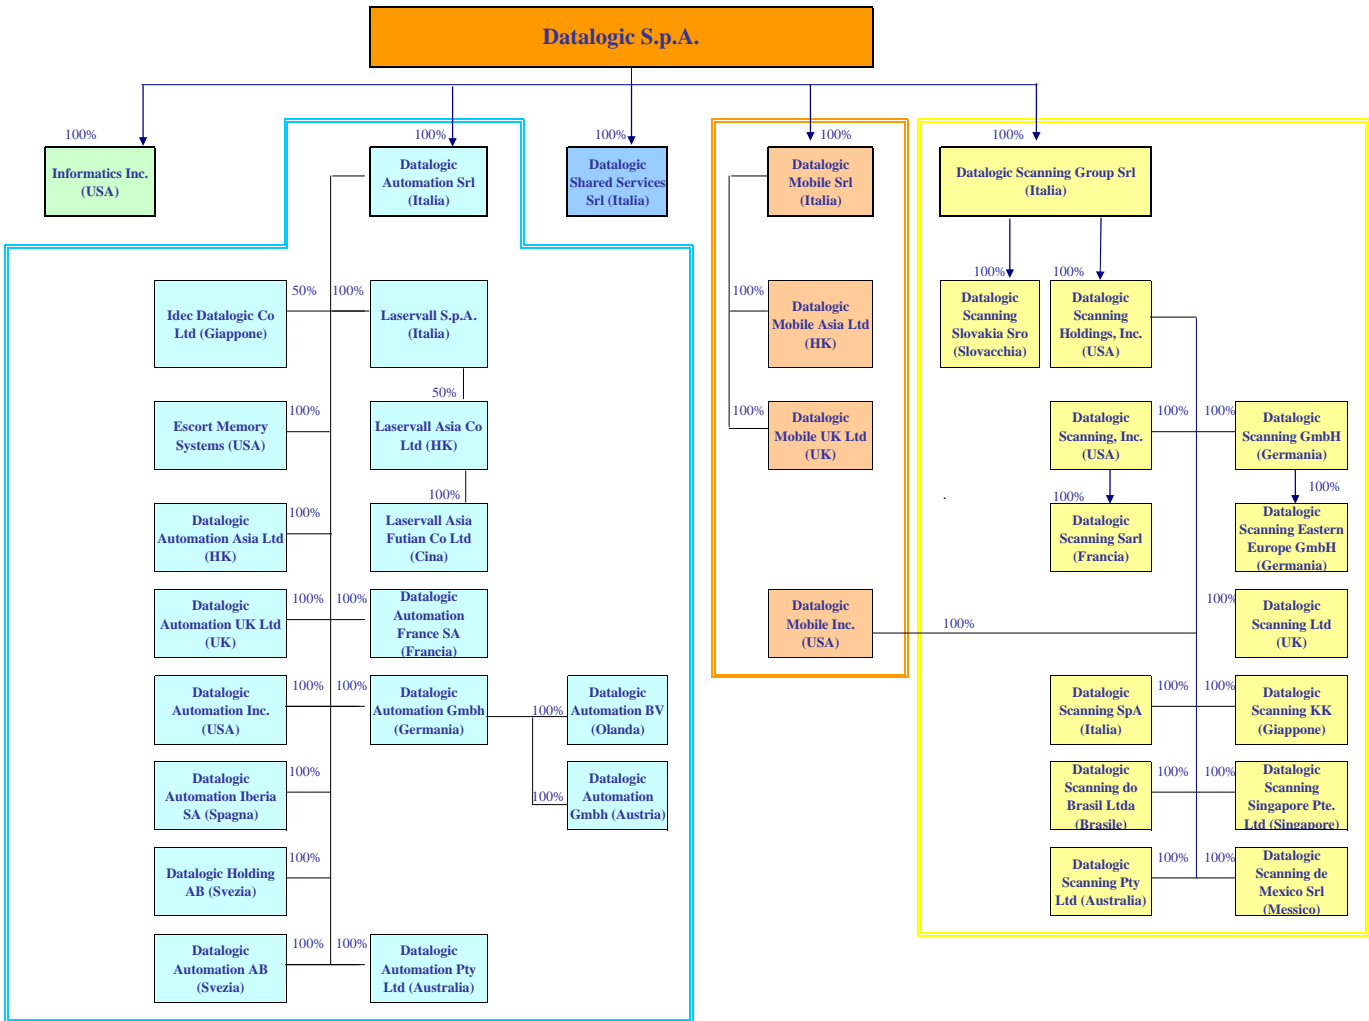 Datalogic S.p.A.
100%
100%
100%
100%
100%
Informatics Inc.
(USA)
Datalogic
Automation Srl
(Italia)
Datalogic
Shared Services
Srl (Italia)
Datalogic
Mobile Srl
(Italia)
Datalogic Scanning Group Srl
(Italia)
50%
100%
Idec Datalogic Co
Ltd (Giappone)
Laservall S.p.A.
(Italia)
100%
Datalogic
Mobile Asia Ltd
(HK)
100%
100%
Datalogic
Scanning
Slovakia Sro
(Slovacchia)
Datalogic
Scanning
Holdings, Inc.
(USA)
50%
100%
Escort Memory
Systems (USA)
Laservall Asia Co
Ltd (HK)
100%
Datalogic
Mobile UK Ltd
(UK)
Datalogic
Scanning, Inc.
(USA)
100%
100%
Datalogic
Scanning GmbH
(Germania)
100%
100%
Datalogic
Automation Asia Ltd
(HK)
Laservall Asia
Futian Co Ltd
(Cina)
.
100%
Datalogic
Scanning Sarl
(Francia)
100%
Datalogic
Scanning Eastern
Europe GmbH
(Germania)
Datalogic
Automation UK Ltd
(UK)
100%
100%
Datalogic
Automation
France SA
(Francia)
Datalogic
Mobile Inc.
(USA)
100%
100%
Datalogic
Scanning Ltd
(UK)
Datalogic
Automation Inc.
(USA)
100%
100%
Datalogic
Automation Gmbh
(Germania)
100%
Datalogic
Automation BV
(Olanda)
Datalogic
Scanning SpA
(Italia)
100%
100%
Datalogic
Scanning KK
(Giappone)
Datalogic
Automation Iberia
SA (Spagna)
100%
100%
Datalogic
Automation
Gmbh (Austria)
Datalogic
Scanning do
Brasil Ltda
(Brasile)
100%
100%
Datalogic
Scanning
Singapore Pte.
Ltd (Singapore)
Datalogic Holding
AB (Svezia)
100%
Datalogic
Scanning Pty
Ltd (Australia)
100%
100%
Datalogic
Scanning de
Mexico Srl
(Messico)
Datalogic
Automation AB
(Svezia)
100%
100%
Datalogic
Automation Pty
Ltd (Australia)